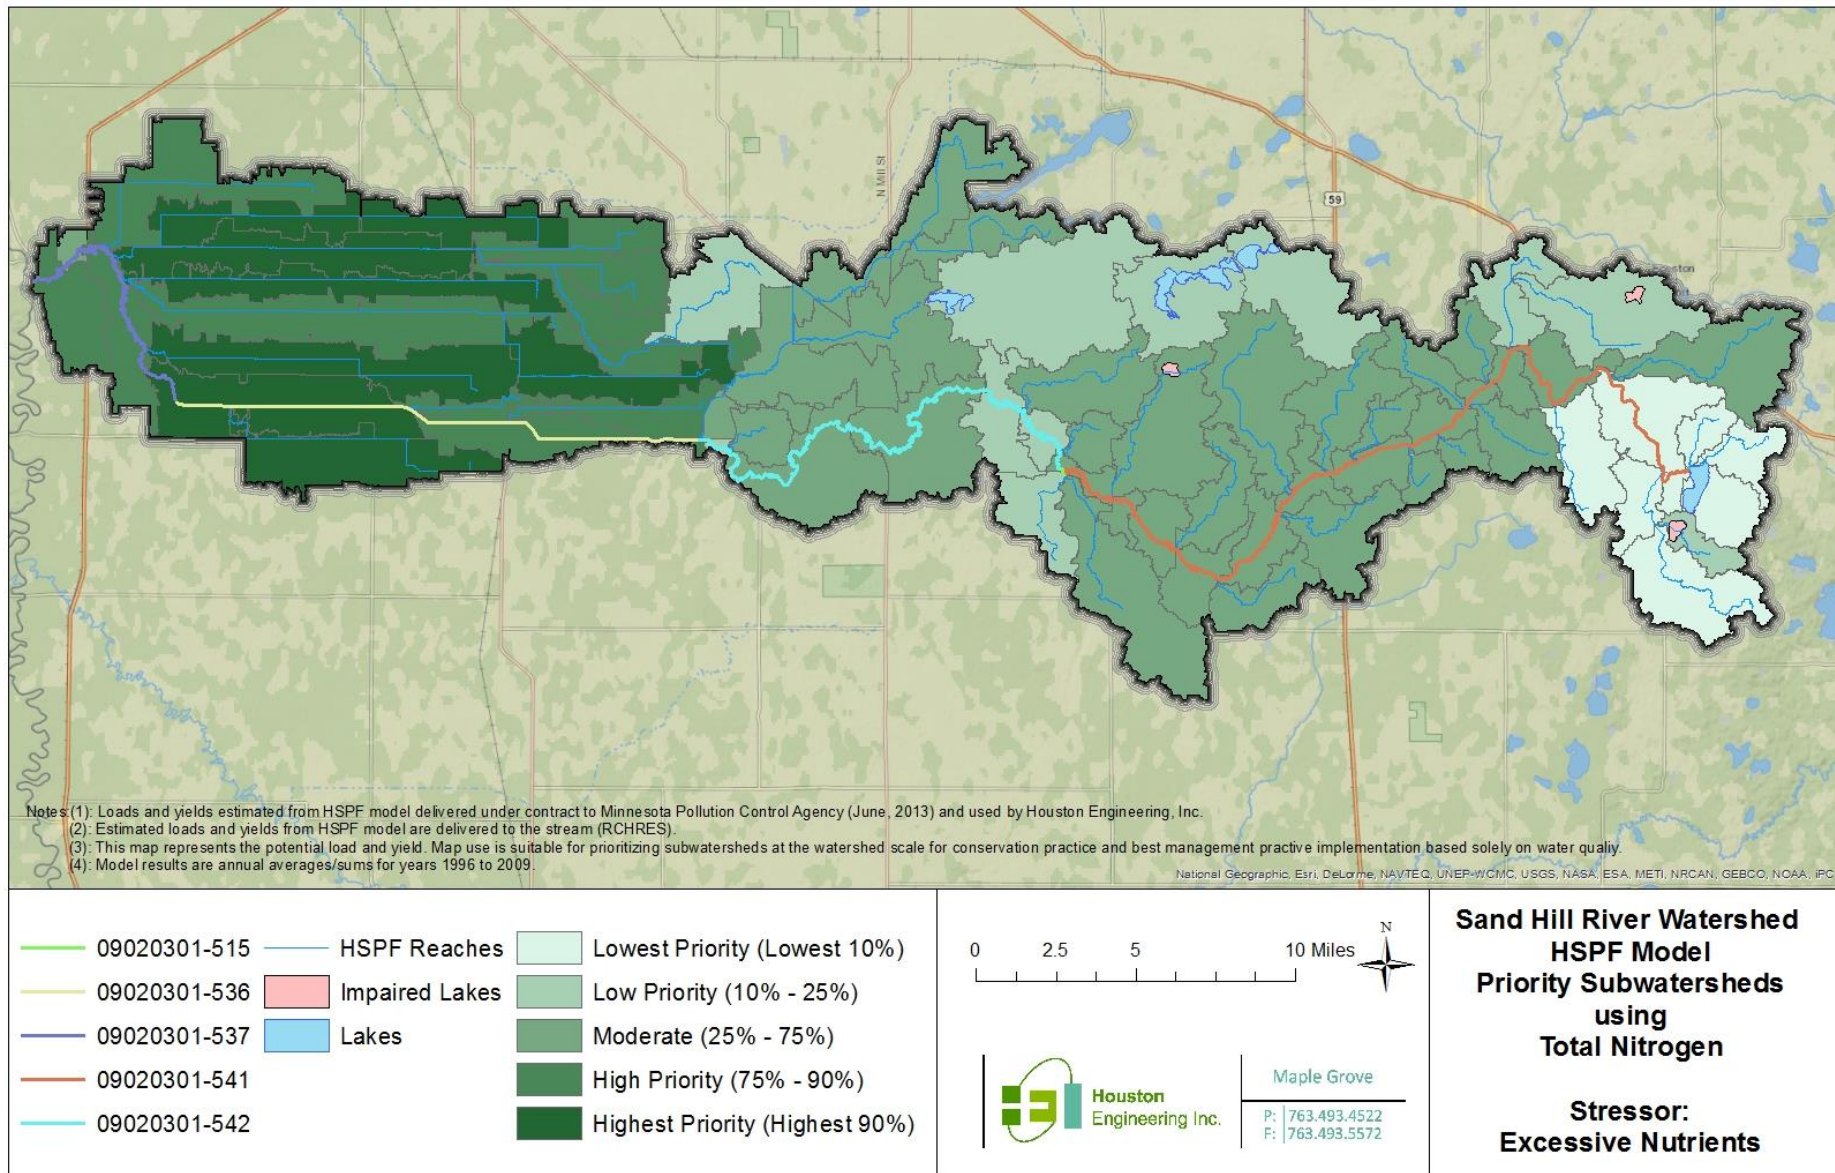 N Mill St
59
Notes:(1): Loads and yields estimated from HSPF model delivered under contract to Minnesota Pollution Control Agency (June, 2013) and used by Houston Engineering, Inc.
(2): Estimated loads and yields from HSPF model are delivered to the stream (RCHRES).
(3): This map represents the potential load and yield. Map use is suitable for prioritizing subwatersheds at the watershed scale for conservation practice and best management practive implementation based solely on water qualiy.
(4): Model results are annual averages/sums for years 1996 to 2009.
National Geographic, Esri, DeLorme, NAVTEQ, UNEP-WCMC, USGS, NASA, ESA, METI, NRCAN, GEBCO, NOAA, iPC
09020301-515
09020301-536
09020301-537
09020301-541
09020301-542
HSPF Reaches
Impaired Lakes
Lakes
Lowest Priority (Lowest 10%)
Low Priority (10% - 25%)
Moderate (25% - 75%)
High Priority (75% - 90%)
Highest Priority (Highest 90%)
0 2.5 5 10 Miles
N
Houston
Engineering Inc.
Maple Grove
P: 763.493.4522
F: 763.493.5572
Sand Hill River Watershed
HSPF Model
Priority Subwatersheds
using
Total Nitrogen
Stressor:
Excessive Nutrients